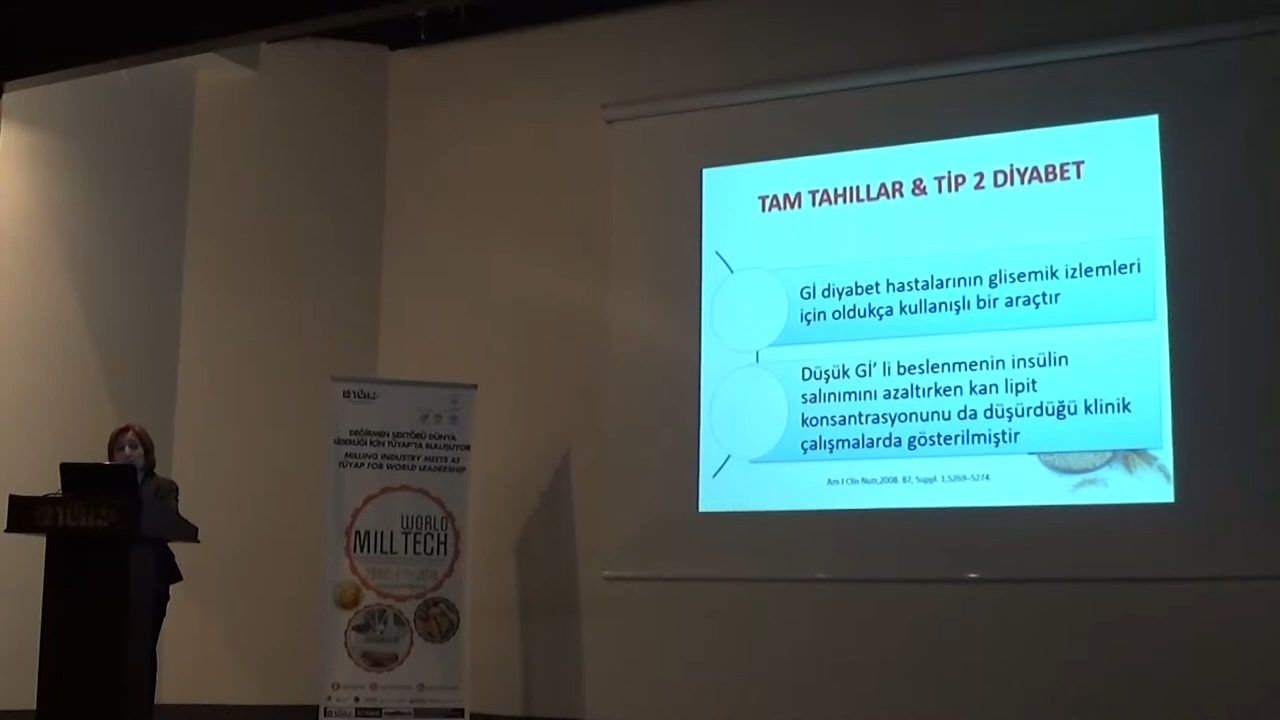 TAM TAHILLAR & TİP 2 DİYABET
Gİ diyabet hastalarının glisemik izlemleri
için oldukça kullanışlı bir araçtır
Düşük Gİ' li beslenmenin insülin
salınımını azaltırken kan lipit
konsantrasyonunu da düşürdüğü klinik
çalışmalarda gösterilmiştir
Am J Clin Nutr,2008. 87, Suppl. 1,S269–S274.
DEĞİRMEN SEKTÖRÜ DÜNYA
LİDERLİĞİ İÇİN TÜYAP'TA BULUŞUYOR
MILLING INDUSTRY MEETS AT
TÜYAP FOR WORLD LEADERSHIP
WORLD
MILLTECH